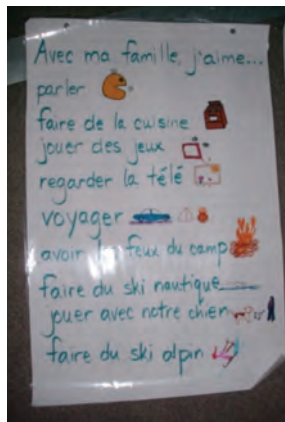 Avec ma famille, j'aime...
parler
faire de la cuisine
jouer des jeux
regarder la télé
voyager
avoir feux du camp
faire du ski nautique
jouer avec notre chien
faire du ski alpin